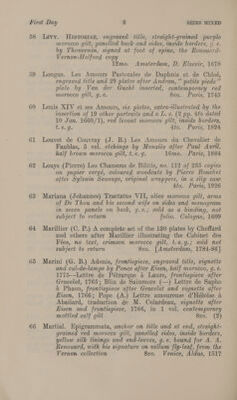 First Day 8 SIZES MIXED
58 LIVY. HISTORIAE, engraved title, straight-grained purple
morocco gilt, panelled back and sides, inside borders, g. e.
by Thouvenin, signed at foot of spine, the Renouard-
Vernon-Holford copy
12mo. Amsterdam, D. Elzevir, 1678
59 Longus. Les Amours Pastorales de Daphnis et de Chloé,
engraved title and 29 plates after Audran, "petits pieds"
plate by Van der Gucht inserted, contemporary red
morocco gilt, g. e. 8vo. Paris, 1745
60 Louis XIV et ses Amours, six plates, extra-illustrated by the
insertion of 19 other portraits and a L. s. (2 pp. 4to dated
10 Jan. 1660/1), red levant morocco gilt, inside borders,
t. e. g. 4to. Paris, 1894
61 Louvet de Couvray (J. B.) Les Amours du Chevalier de
Faublas, 5 vol. etchings by Monziès after Paul Avril,
half brown morocco gilt, t. e. g. 16mo. Paris, 1884
62 Louys (Pierre) Les Chansons de Bilitis, no. 112 of 255 copies
on papier vergé, coloured woodcuts by Pierre Bouchet
after Sylvain Sauvage, original wrappers, in a slip case
4to. Paris, 1926
63 Mariana (Johannes) Tractatus VII, olive morocco gilt, arms
of De Thou and his second wife on sides and monogram
in seven panels on back, g. e.; sold as a binding, not
subject to return folio. Cologne, 1609
64 Marillier (C. P.) A complete set of the 120 plates by Choffard
and others after Marillier illustrating the Cabinet des
Fées, no text, crimson morocco gilt, t. e. g.; and not
subject to return 8vo. [Amsterdam, 1784-86]
65 Marini (G. B.) Adonis, frontispiece, engraved title, vignette
and cul-de-lampe by Ponce after Eisen, half morocco, g. e.
1775—Lettre de Pétrarque à Laure, frontispiece after
Gravelot, 1765; Blin de Sainmore (—) Lettre de Sapho
à Phaon, frontispiece after Gravelot and vignette after
Eisen, 1766; Pope (A.) Lettre amoureuse d'Héloise à
Abailard, traduction de M. Colardeau, vignette after
Eisen and frontispiece, 1766, in 1 vol. contemporary
mottled calf gilt 8vo. (2)
66 Martial. Epigrammata, anchor on title and at end, straight-
grained red morocco gilt, panelled sides, inside borders,
yellow silk linings and end-leaves, g. e. bound for A. A.
Renouard, with his signature on vellum fly-leaf, from the
Vernon collection 8vo. Venice, Aldus, 1517